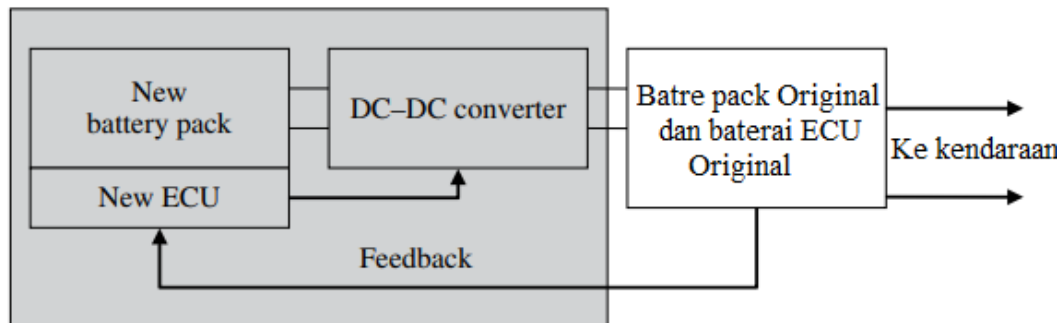 New
battery pack
New ECU
DC–DC converter
Batre pack Original
dan baterai ECU
Original
Ke kendaraan
Feedback